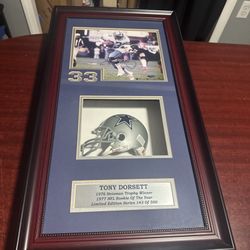 33
TONY DORSETT
1976 Heisman Trophy Winner
1977 NFL Rookie Of The Year
Limited Edition Series 143 Of 500